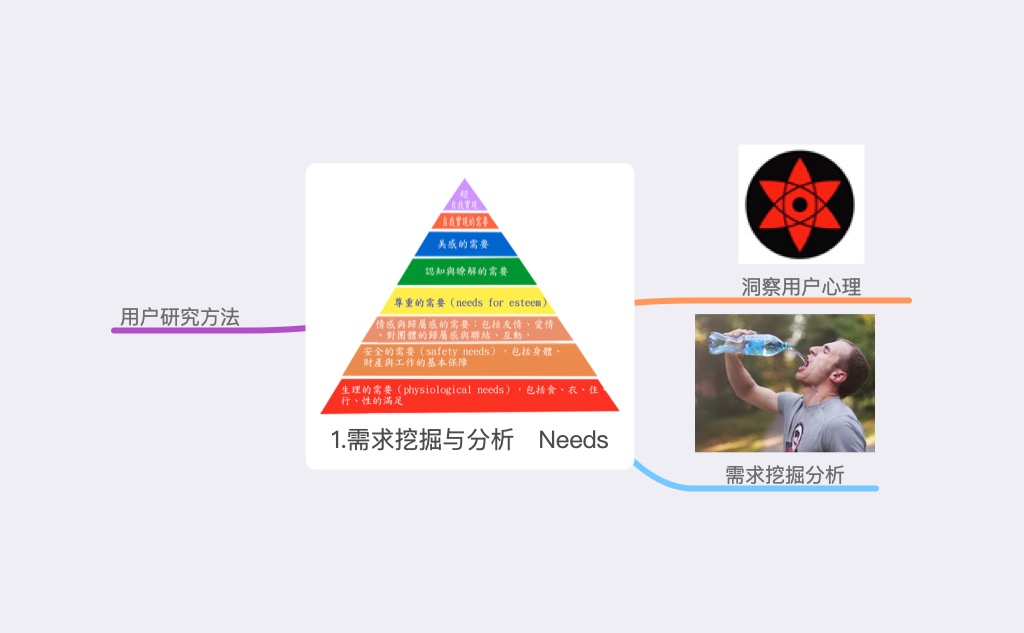 用户研究方法
超
自我實現
自我實現的需要
美感的需要
認知與瞭解的需要
尊重的需要（needs for esteem）
情感與歸屬感的需要：包括友情、愛情
、對團體的歸屬感與聯結、互動，
安全的需要（safety needs），包括身體、
財產與工作的基本保障
生理的需要（physiological needs），包括食、衣、住、
行、性的滿足
1.需求挖掘与分析　Needs
洞察用户心理
需求挖掘分析